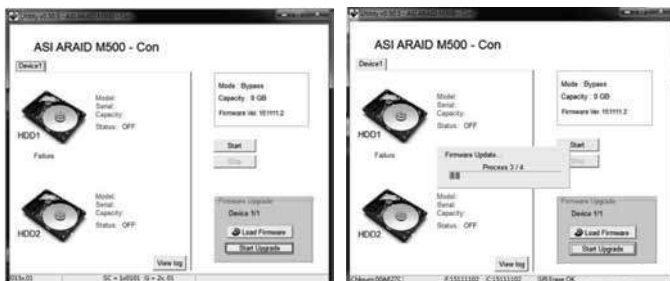 ASI ARAID M500 - Con
Device1
Model:
Serial:
Capacity:
Status: OFF
HDD1
Failure
Model:
Serial:
Capacity:
Status: OFF
HDD2
View log
Mode : Bypass
Capacity : 0 GB
Firmware Ver: 151111.2
Start
Stop
Firmware Upgrade
Device 1/1
Load Firmware
Start Upgrade
ASI ARAID M500 - Con
Device1
Model:
Serial:
Capacity:
Status: OFF
HDD1
Failure
Model:
Serial:
Capacity:
Status: OFF
HDD2
View log
Mode : Bypass
Capacity : 0 GB
Firmware Ver: 151111.2
Start
Stop
Firmware Update...
Process 3 / 4
Firmware Upgrade
Device 1/1
Load Firmware
Start Upgrade